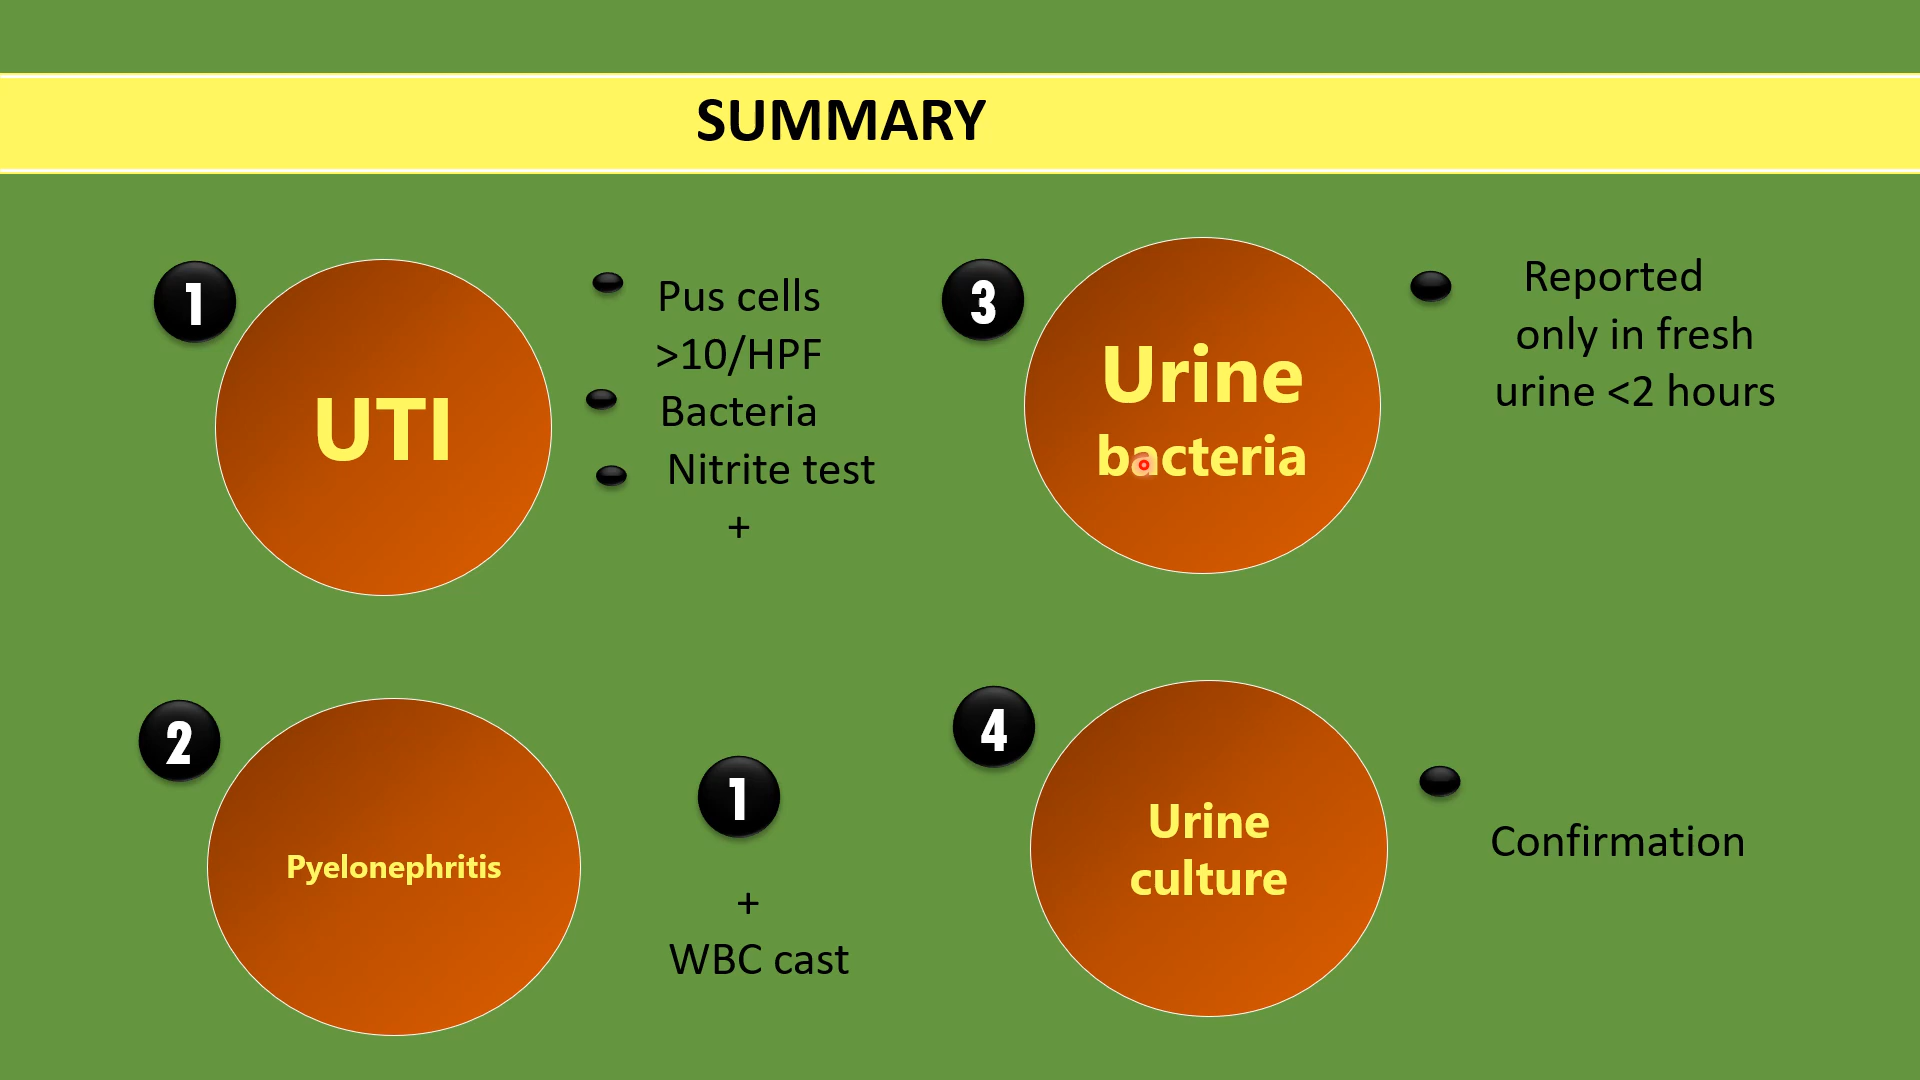 SUMMARY
1
UTI
Pus cells
>10/HPF
Bacteria
Nitrite test
+
2
Pyelonephritis
1
+
WBC cast
3
Urine
bacteria
Reported
only in fresh
urine <2 hours
4
Urine
culture
Confirmation